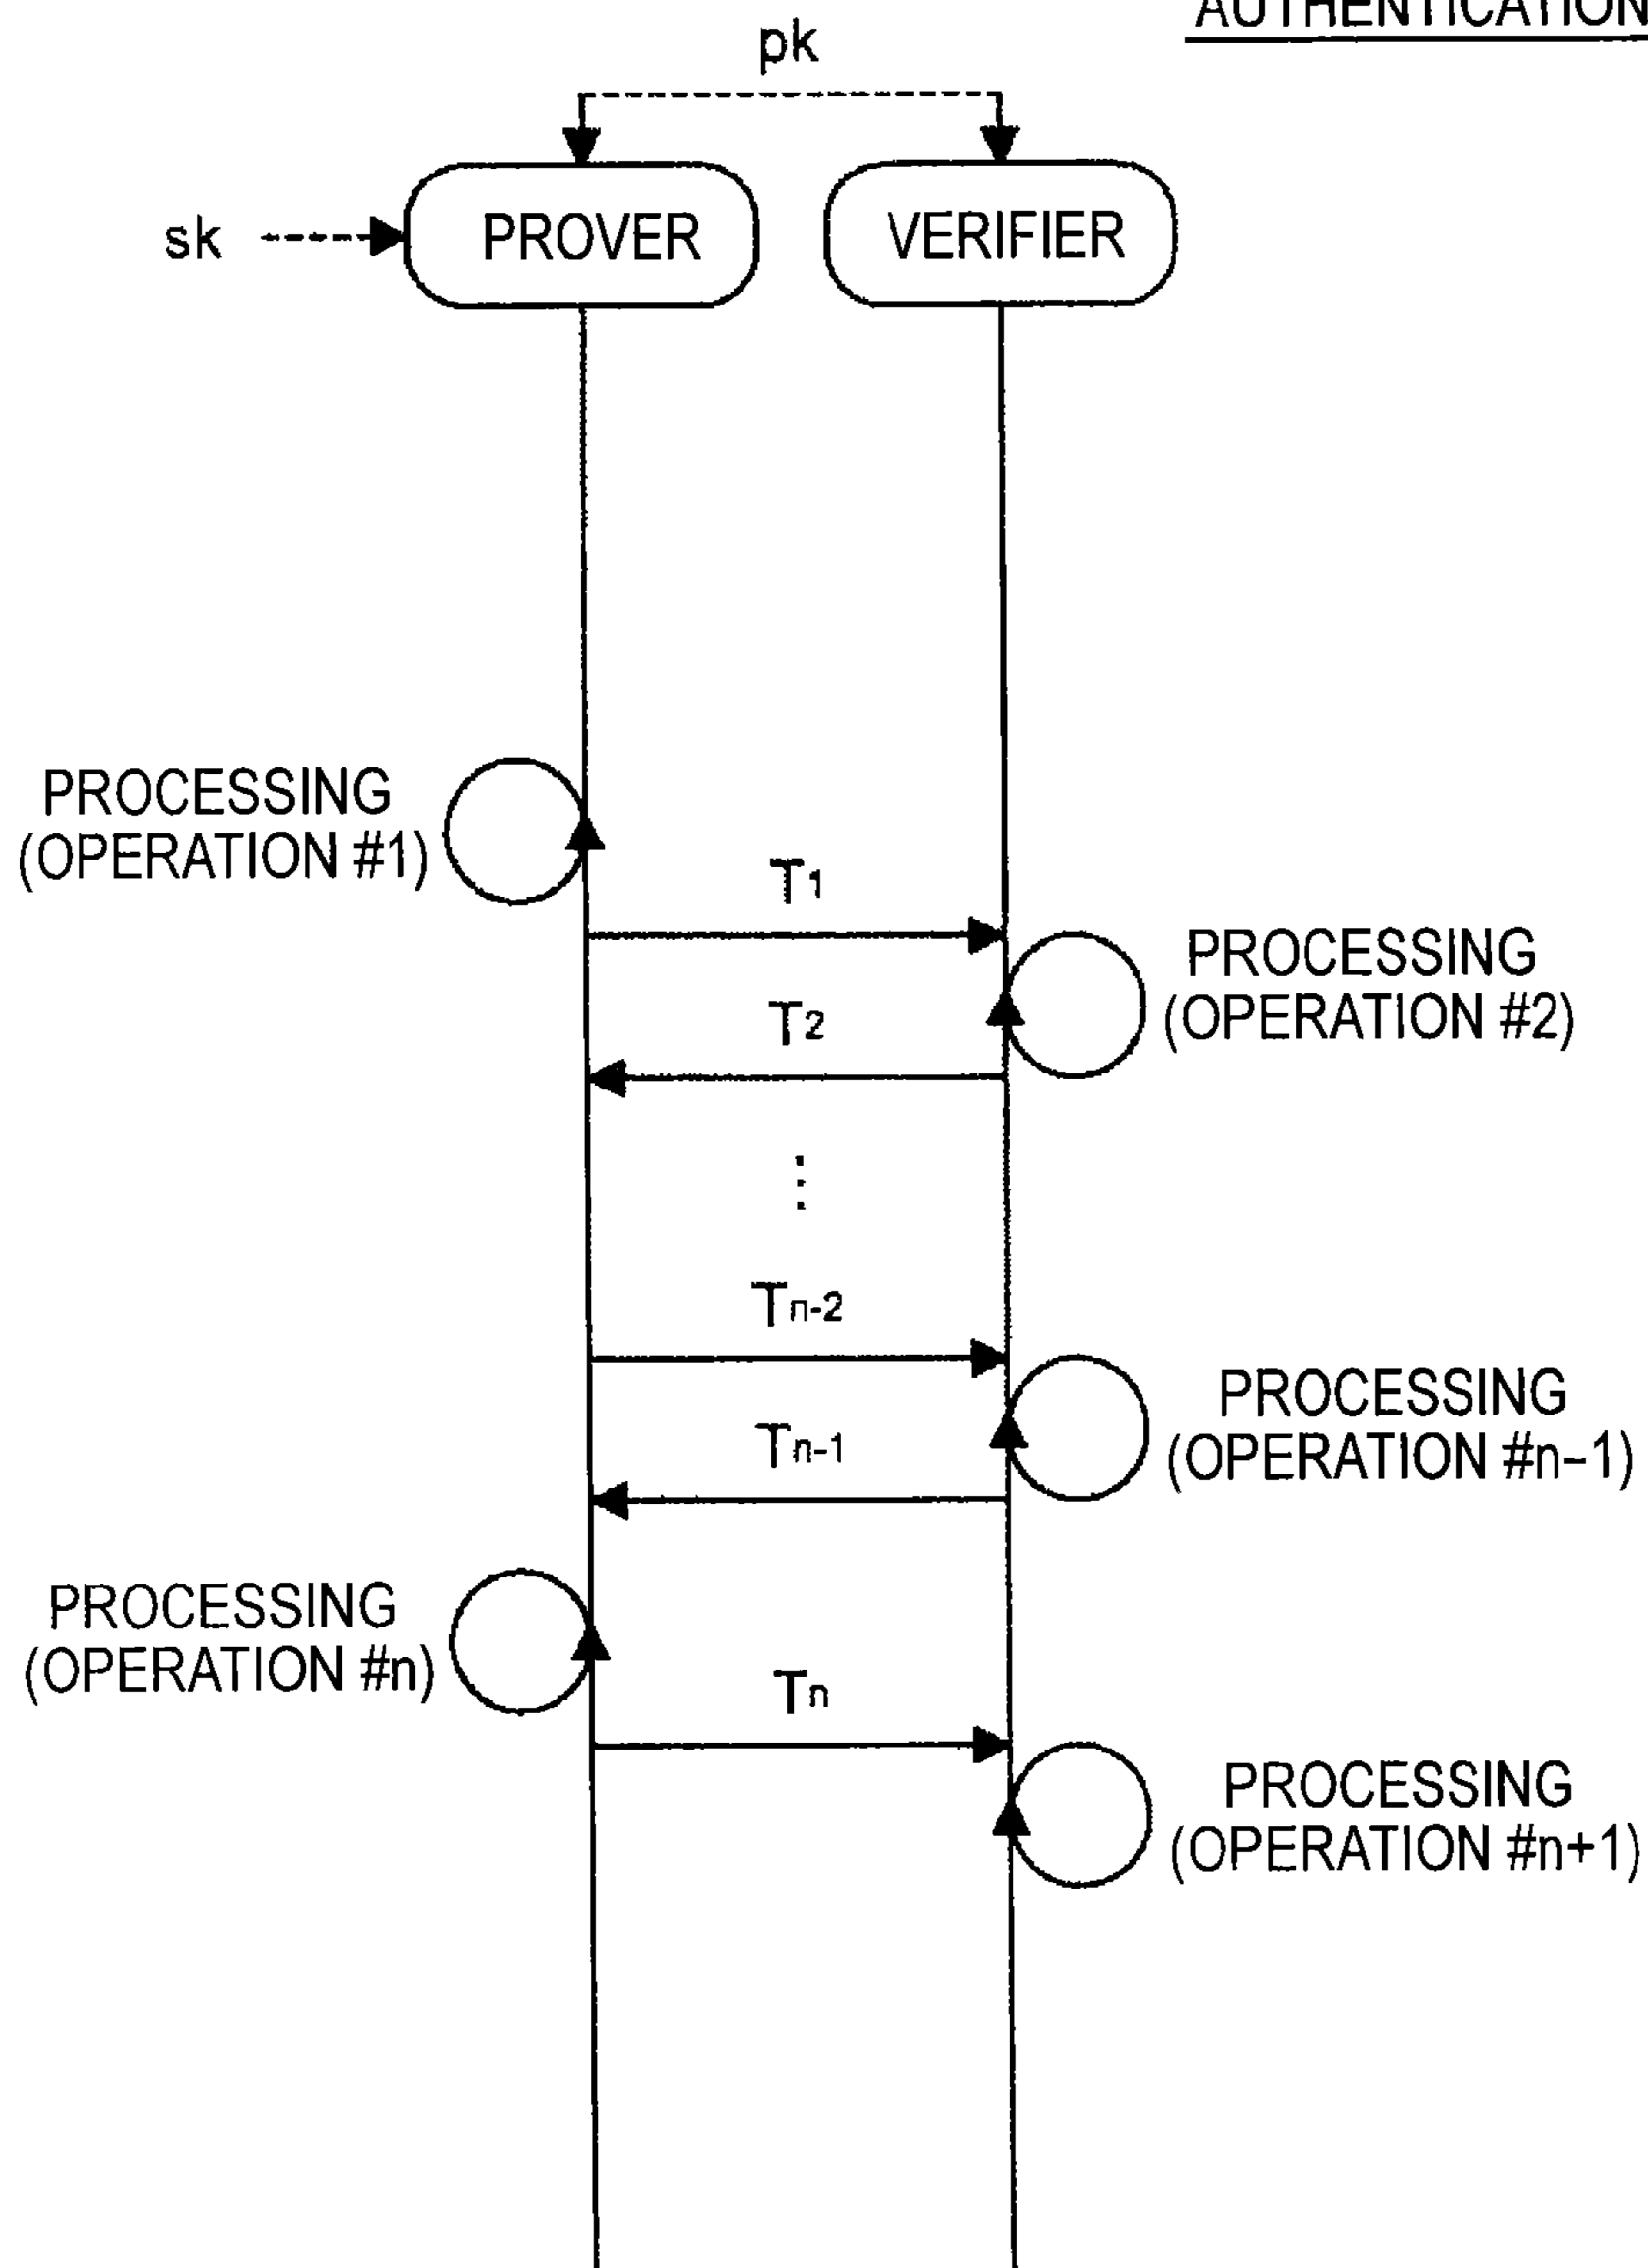 AUTHENTICATION
pk
sk
PROVER
VERIFIER
PROCESSING
(OPERATION #1)
T1
PROCESSING
(OPERATION #2)
T2
Tn-2
PROCESSING
(OPERATION #n-1)
Tn-1
PROCESSING
(OPERATION #n)
Tn
PROCESSING
(OPERATION #n+1)